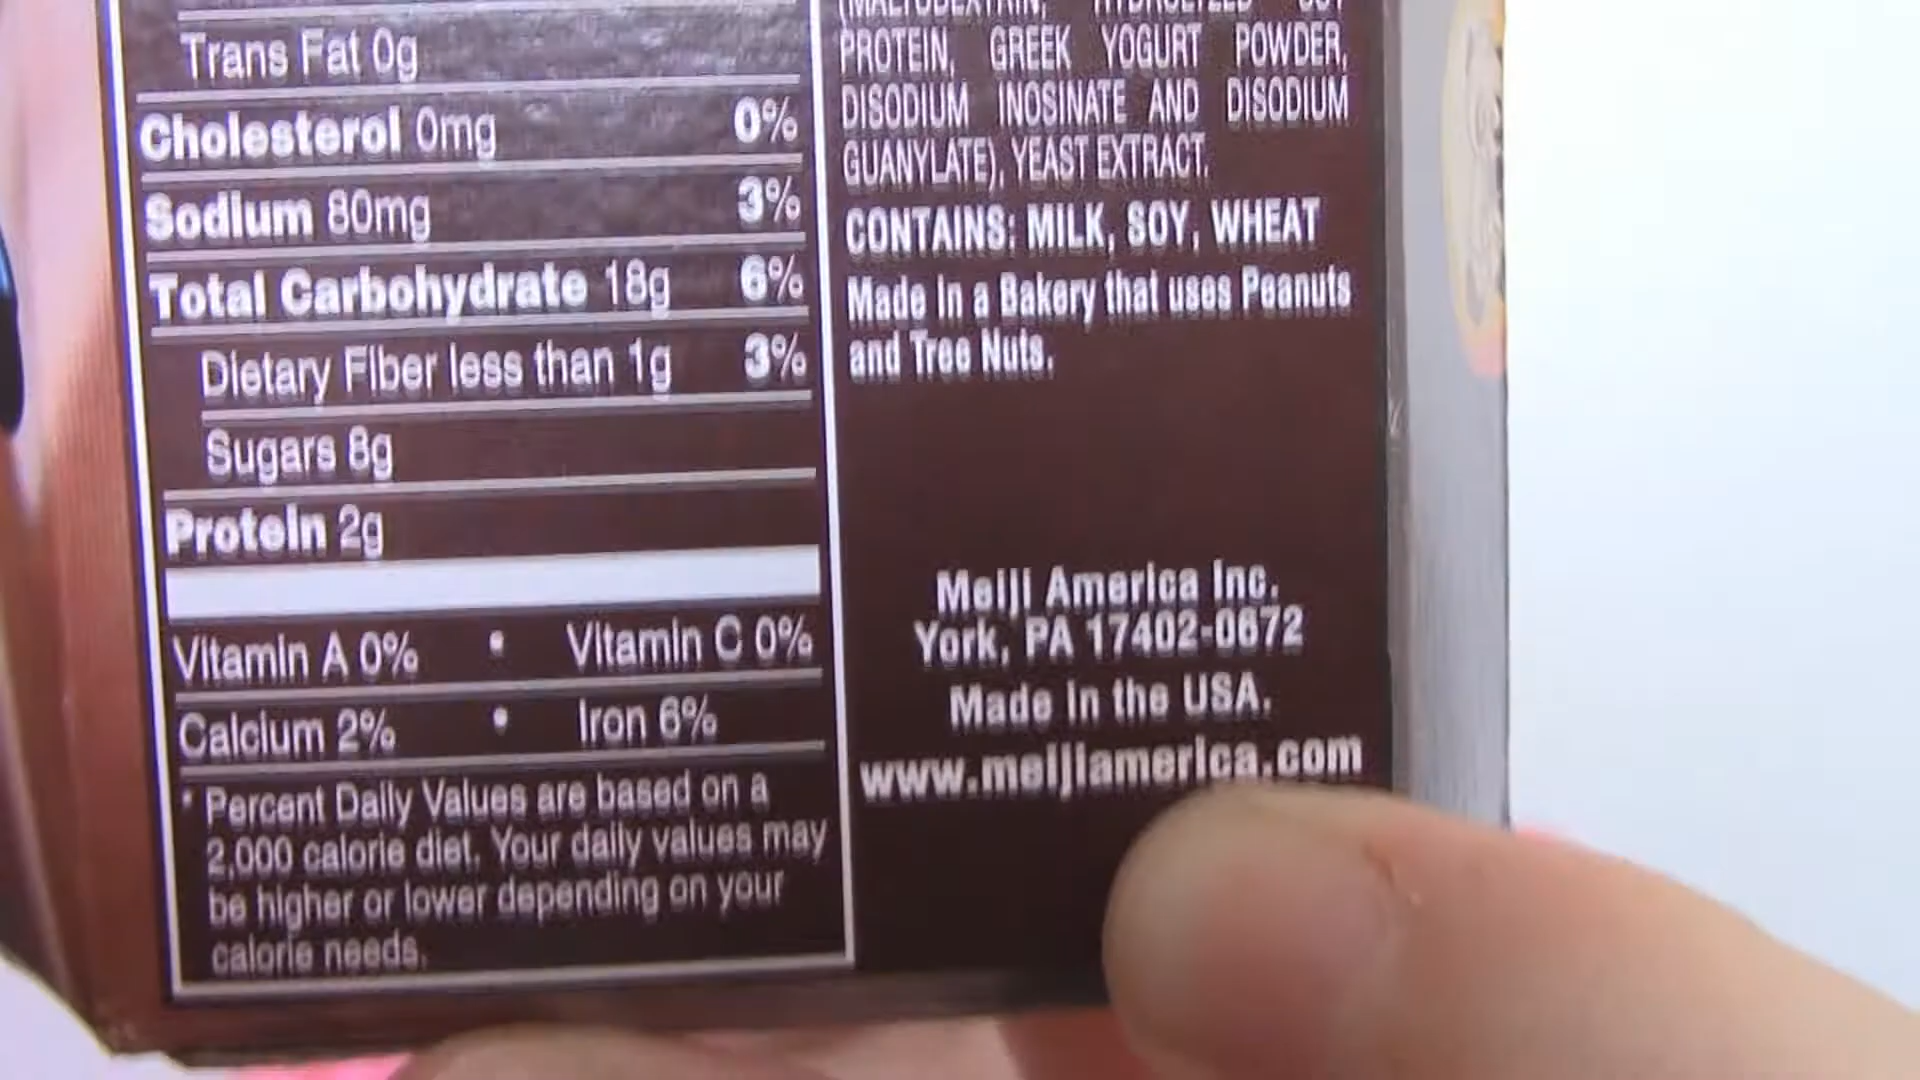 Trans Fat 0g
Cholesterol 0mg 0%
Sodium 80mg 3%
Total Carbohydrate 18g 6%
Dietary Fiber less than 1g 3%
Sugars 8g
Protein 2g
Vitamin A 0% • Vitamin C 0%
Calcium 2% • Iron 6%
* Percent Daily Values are based on a
2,000 calorie diet. Your daily values may
be higher or lower depending on your
calorie needs.
(MALTODEXTRIN, HYDROLYZED SOY
PROTEIN, GREEK YOGURT POWDER,
DISODIUM INOSINATE AND DISODIUM
GUANYLATE), YEAST EXTRACT.
CONTAINS: MILK, SOY, WHEAT
Made in a Bakery that uses Peanuts
and Tree Nuts.
Meiji America Inc.
York, PA 17402-0672
Made in the USA.
www.meijiamerica.com